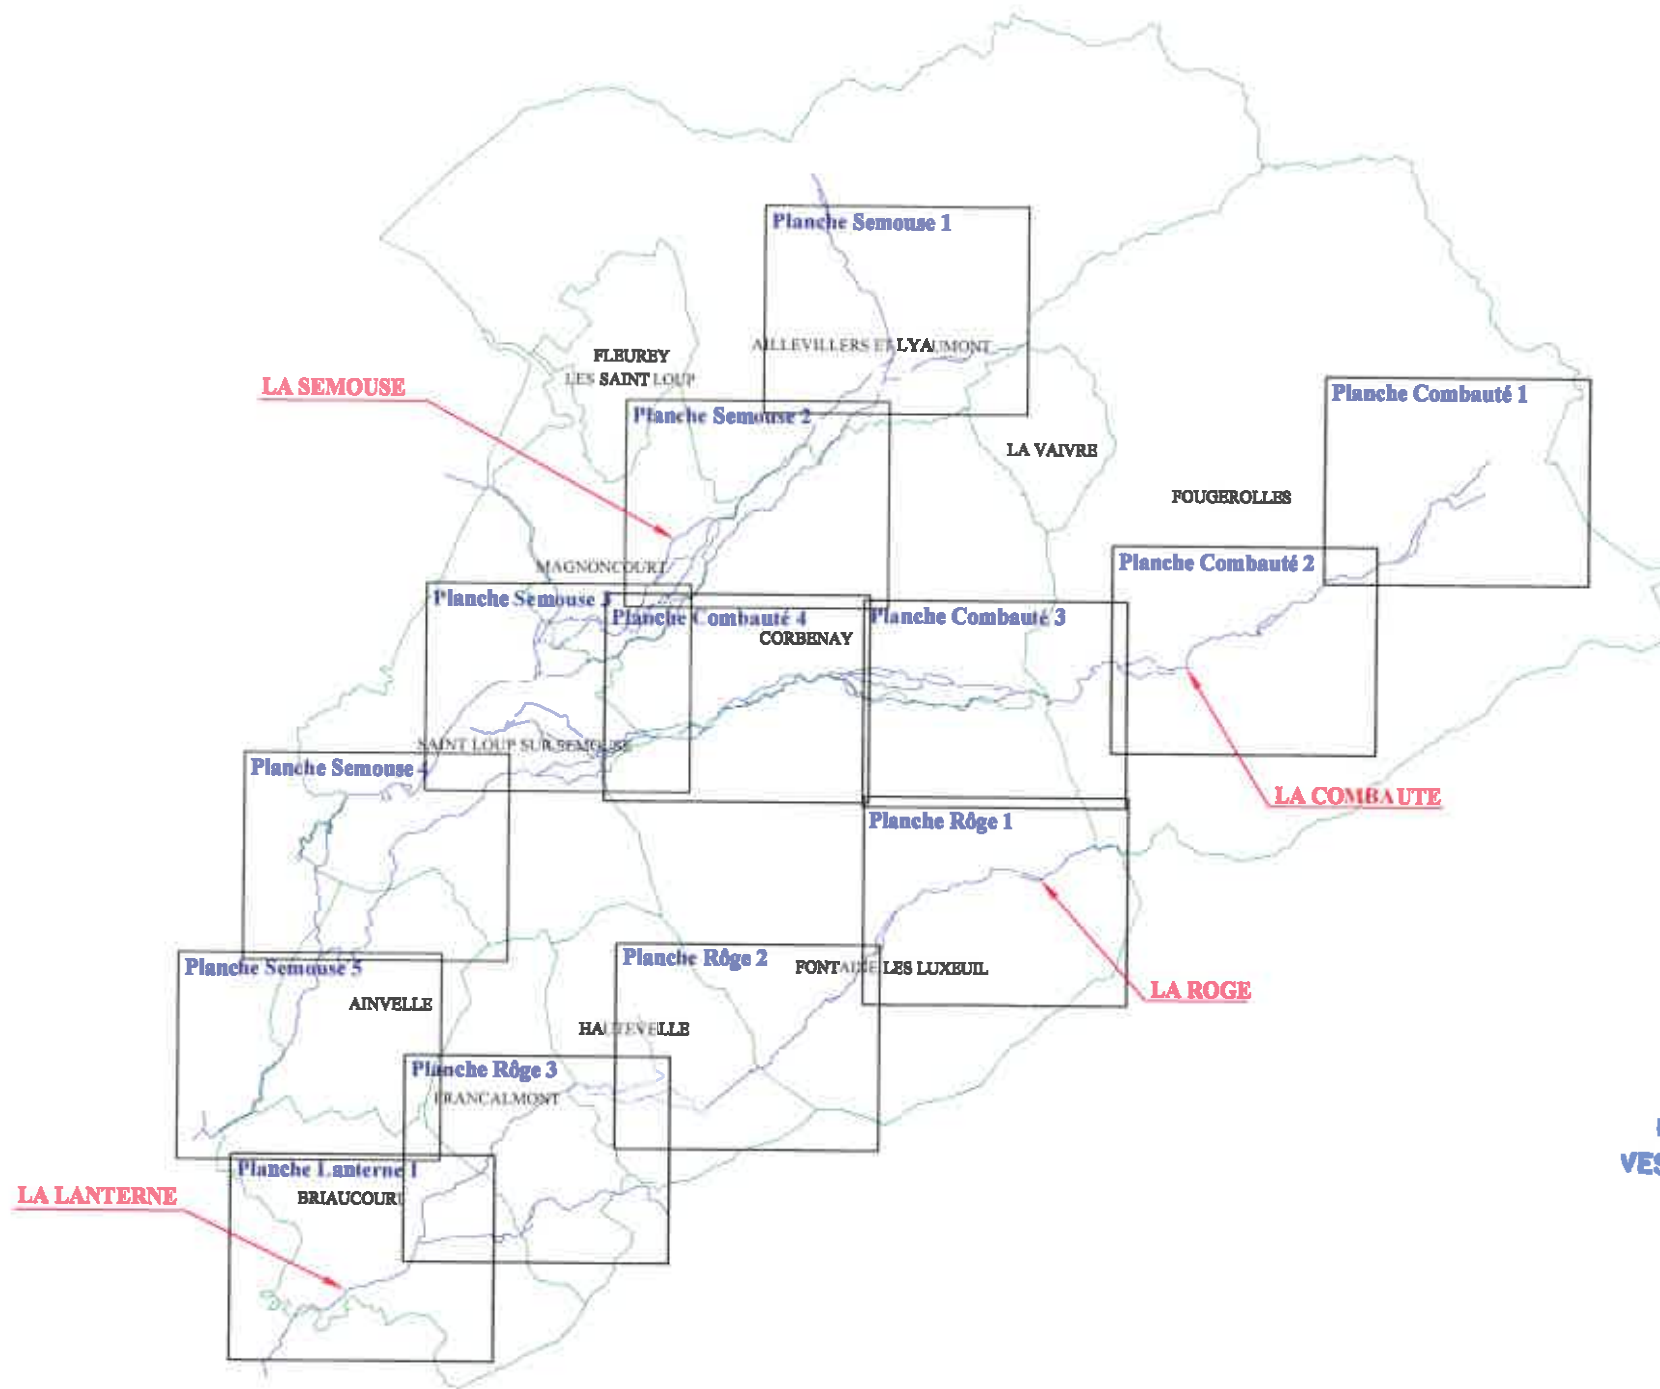 Planche Semouse 1
AILLEVILLERS ET LYAUMONT
FLEUREY
LES SAINT LOUP
LA SEMOUSE
Planche Combauté 1
Planche Semouse 2
LA VAIVRE
FOUGEROLLES
Planche Combauté 2
MAGNONCOURT
Planche Semouse 3
Planche Combauté 4
Planche Combauté 3
CORBENAY
SAINT LOUP SUR SEMOUSE
Planche Semouse 4
LA COMBAUTE
Planche Rôge 1
Planche Rôge 2
FONTAINE LES LUXEUIL
Planche Semouse 5
LA ROGE
AINVELLE
HAUTEVELLE
Planche Rôge 3
FRANCALMONT
VES
Planche Lanterne 1
LA LANTERNE
BRIAUCOURT